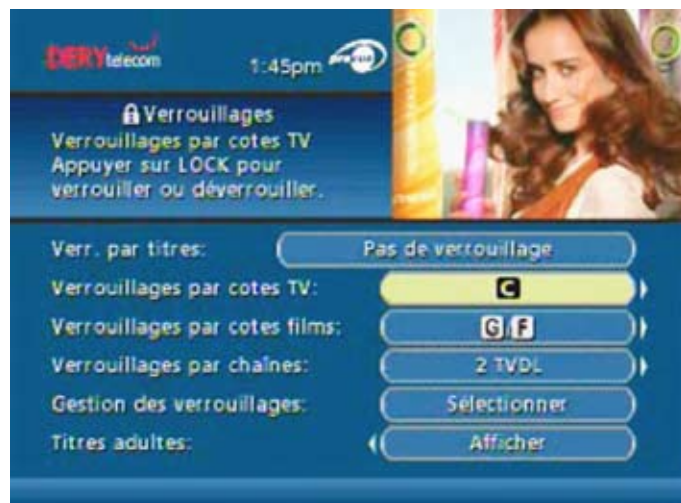 DERYtelecom
1:45pm
Verrouillages
Verrouillages par cotes TV
Appuyer sur LOCK pour
verrouiller ou déverrouiller.
Verr. par titres: Pas de verrouillage
Verrouillages par cotes TV: C
Verrouillages par cotes films: G/F
Verrouillages par chaînes: 2 TVDL
Gestion des verrouillages: Sélectionner
Titres adultes: Afficher